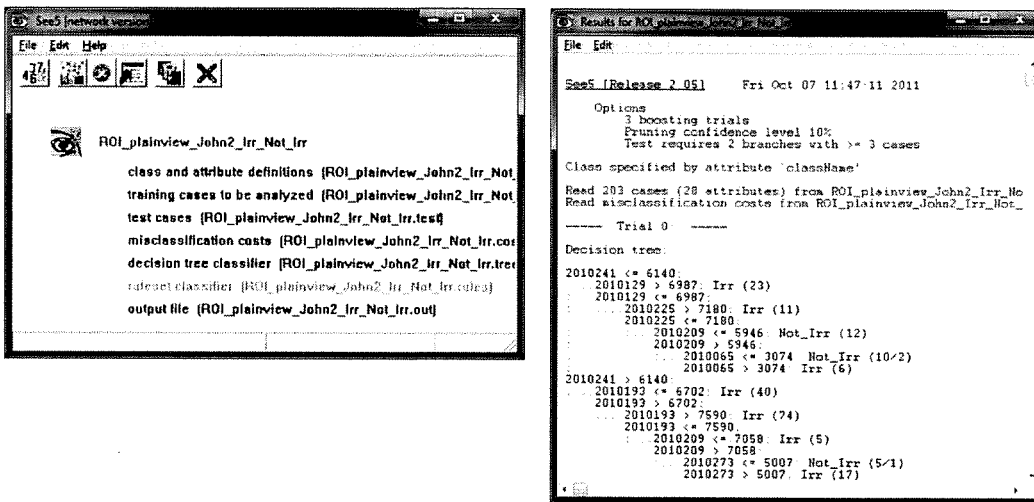 See5 [network version]
File Edit Help
ROI_plainview_John2_Irr_Not_Irr
class and attribute definitions [ROI_plainview_John2_Irr_Not_
training cases to be analyzed [ROI_plainview_John2_Irr_Not_
test cases [ROI_plainview_John2_Irr_Not_Irr.test]
misclassification costs [ROI_plainview_John2_Irr_Not_Irr.cos
decision tree classifier [ROI_plainview_John2_Irr_Not_Irr.tree
ruleset classifier [ROI_plainview_John2_Irr_Not_Irr.rules]
output file [ROI_plainview_John2_Irr_Not_Irr.out]
Results for ROI_plainview_John2_Irr_Not_Irr
File Edit
See5 [Release 2.05] Fri Oct 07 11:47:11 2011
Options
3 boosting trials
Pruning confidence level 10%
Test requires 2 branches with >= 3 cases
Class specified by attribute `className'
Read 203 cases (28 attributes) from ROI_plainview_John2_Irr_No
Read misclassification costs from ROI_plainview_John2_Irr_Not_
----- Trial 0: -----
Decision tree:
2010241 <= 6140:
:...2010129 > 6987: Irr (23)
: 2010129 <= 6987:
: :...2010225 > 7180: Irr (11)
: 2010225 <= 7180:
: :...2010209 <= 5946: Not_Irr (12)
: 2010209 > 5946:
: :...2010065 <= 3074: Not_Irr (10/2)
: 2010065 > 3074: Irr (6)
2010241 > 6140:
:...2010193 <= 6702: Irr (40)
2010193 > 6702:
:...2010193 > 7590: Irr (74)
2010193 <= 7590:
:...2010209 <= 7058: Irr (5)
2010209 > 7058:
:...2010273 <= 5007: Not_Irr (5/1)
2010273 > 5007: Irr (17)